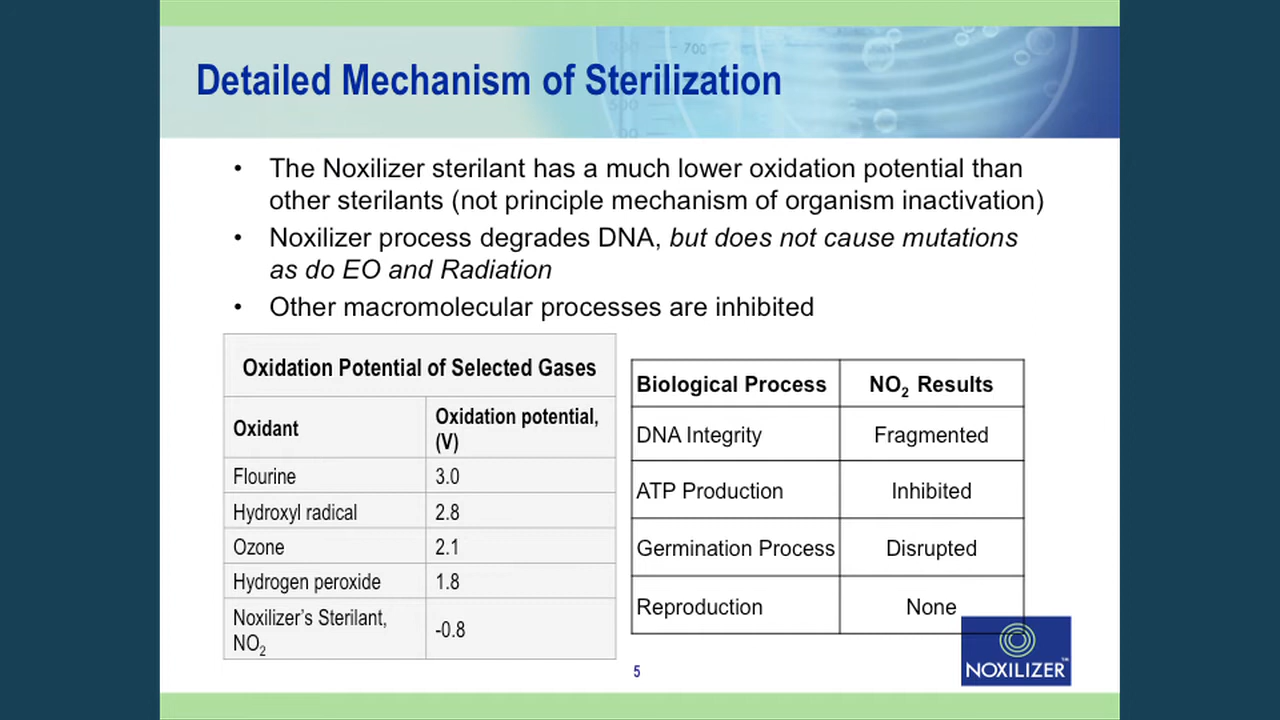 700
Detailed Mechanism of Sterilization
• The Noxilizer sterilant has a much lower oxidation potential than
other sterilants (not principle mechanism of organism inactivation)
• Noxilizer process degrades DNA, but does not cause mutations
as do EO and Radiation
• Other macromolecular processes are inhibited
Oxidation Potential of Selected Gases
Oxidant
Oxidation potential,
(V)
Flourine 3.0
Hydroxyl radical 2.8
Ozone 2.1
Hydrogen peroxide 1.8
Noxilizer’s Sterilant,
NO2
-0.8
Biological Process NO2 Results
DNA Integrity Fragmented
ATP Production Inhibited
Germination Process Disrupted
Reproduction None
5
NOXILIZER™